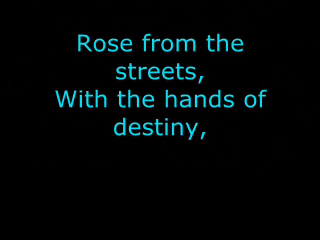 Rose from the
streets,
With the hands of
destiny,